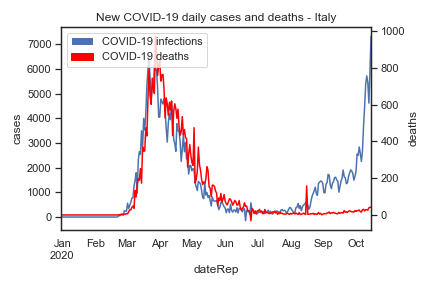 New COVID-19 daily cases and deaths - Italy
COVID-19 infections
COVID-19 deaths
7000
6000
5000
4000
3000
2000
1000
0
cases
1000
800
600
400
200
0
deaths
Jan Feb Mar Apr May Jun Jul Aug Sep Oct
2020
dateRep